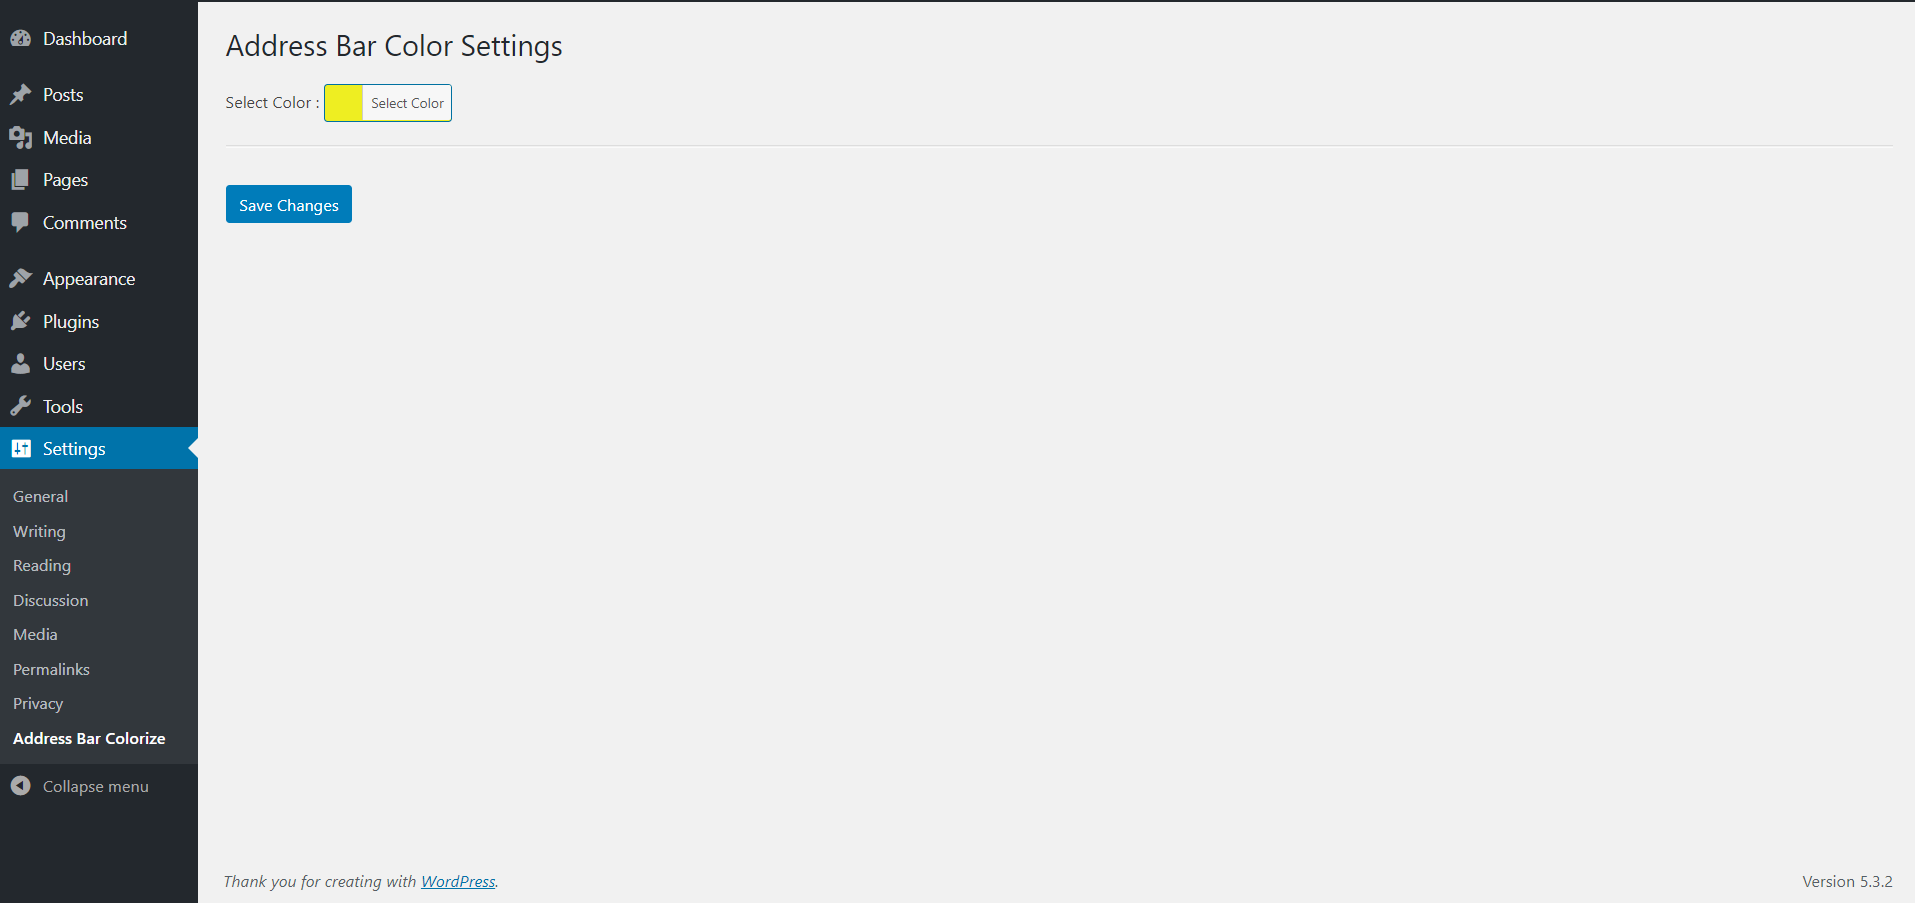 Dashboard
Posts
Media
Pages
Comments
Appearance
Plugins
Users
Tools
Settings
General
Writing
Reading
Discussion
Media
Permalinks
Privacy
Address Bar Colorize
Collapse menu
Address Bar Color Settings
Select Color : Select Color
Save Changes
Thank you for creating with WordPress.
Version 5.3.2